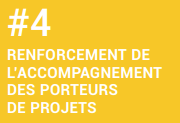 #4
RENFORCEMENT DE
L'ACCOMPAGNEMENT
DES PORTEURS
DE PROJETS